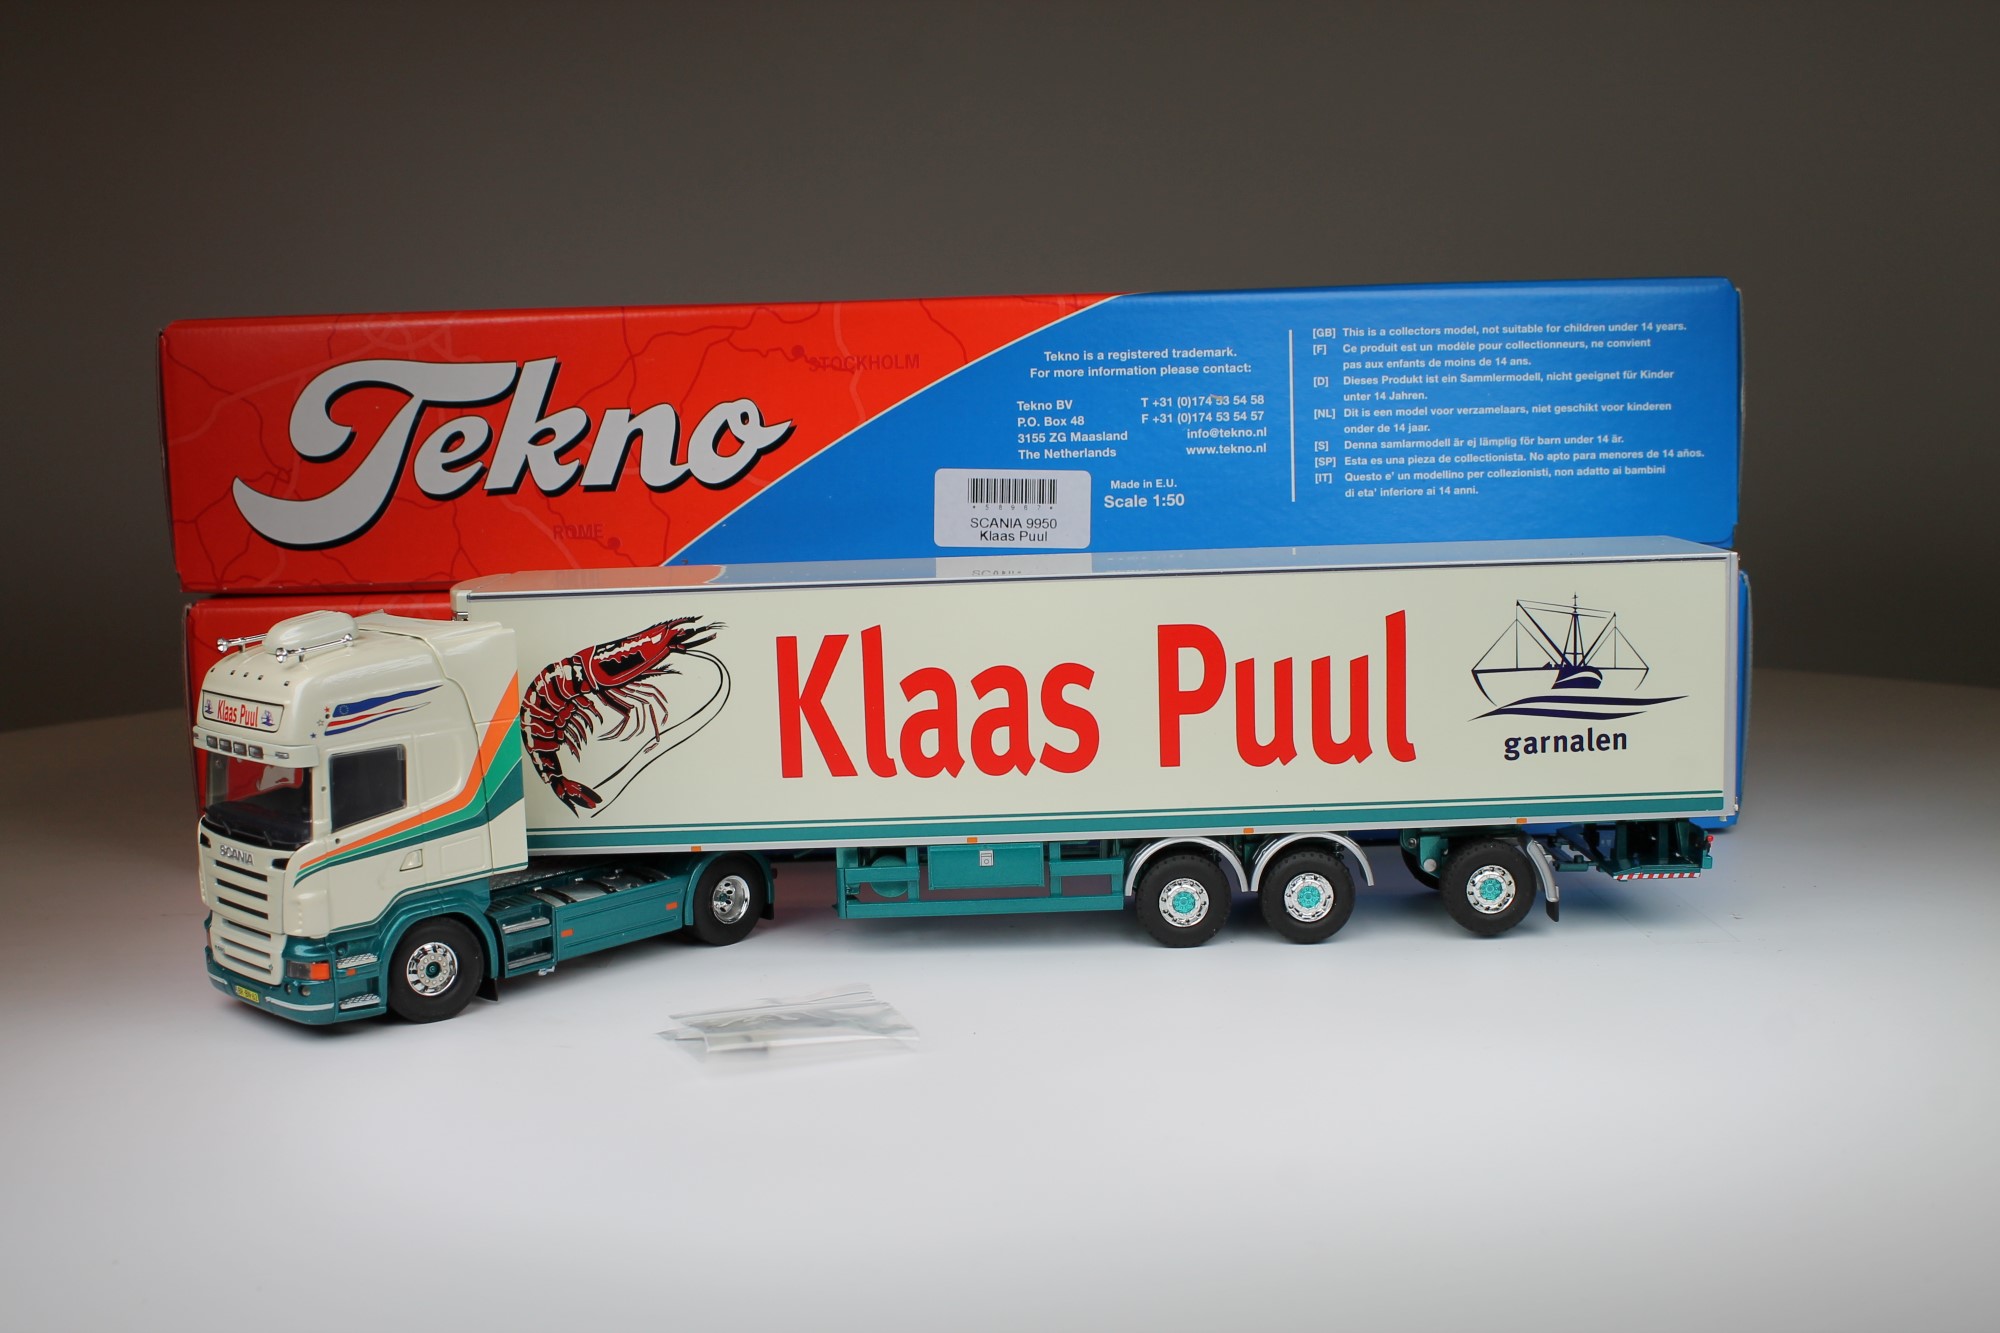 Tekno
STOCKHOLM
ROME
Tekno is a registered trademark.
For more information please contact:
Tekno BV
P.O. Box 48
3155 ZG Maasland
The Netherlands
T +31 (0)174 53 54 58
F +31 (0)174 53 54 57
info@tekno.nl
www.tekno.nl
Made in E.U.
Scale 1:50
SCANIA 9950
Klaas Puul
[GB] This is a collectors model, not suitable for children under 14 years.
[F] Ce produit est un modèle pour collectionneurs, ne convient
pas aux enfants de moins de 14 ans.
[D] Dieses Produkt ist ein Sammlermodell, nicht geeignet für Kinder
unter 14 Jahren.
[NL] Dit is een model voor verzamelaars, niet geschikt voor kinderen
onder de 14 jaar.
[S] Denna samlarmodell är ej lämplig för barn under 14 år.
[SP] Esta es una pieza de collectionista. No apto para menores de 14 años.
[IT] Questo e' un modellino per collezionisti, non adatto ai bambini
di eta' inferiore ai 14 anni.
Klaas Puul
garnalen
Klaas Puul
SCANIA